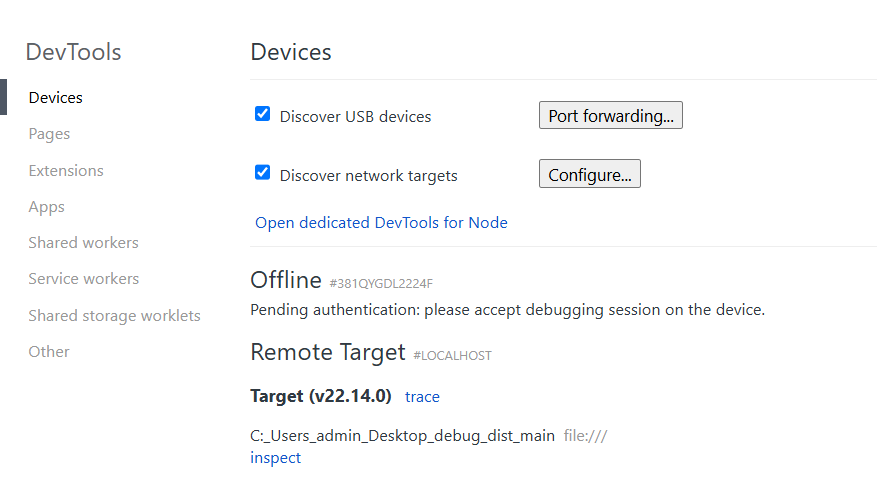 DevTools
Devices
Pages
Extensions
Apps
Shared workers
Service workers
Shared storage worklets
Other
Devices
Discover USB devices Port forwarding...
Discover network targets Configure...
Open dedicated DevTools for Node
Offline #381QYGDL2224F
Pending authentication: please accept debugging session on the device.
Remote Target #LOCALHOST
Target (v22.14.0) trace
C:_Users_admin_Desktop_debug_dist_main file:///
inspect